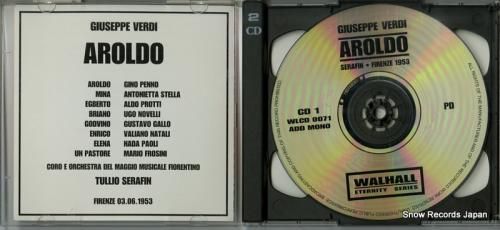 GIUSEPPE VERDI
AROLDO
AROLDO GINO PENNO
MINA ANTONIETTA STELLA
EGBERTO ALDO PROTTI
BRIANO UGO NOVELLI
GODVINO GUSTAVO GALLO
ENRICO VALIANO NATALI
ELENA NADA PAOLI
UN PASTORE MARIO FROSINI
CORO E ORCHESTRA DEL MAGGIO MUSICALE FIORENTINO
TULLIO SERAFIN
FIRENZE 03.06.1953
2
CD
GIUSEPPE VERDI
AROLDO
SERAFIN • FIRENZE 1953
CD 1
WLCD 0071
ADD MONO
PD
WALHALL
ETERNITY SERIES
Snow Records Japan